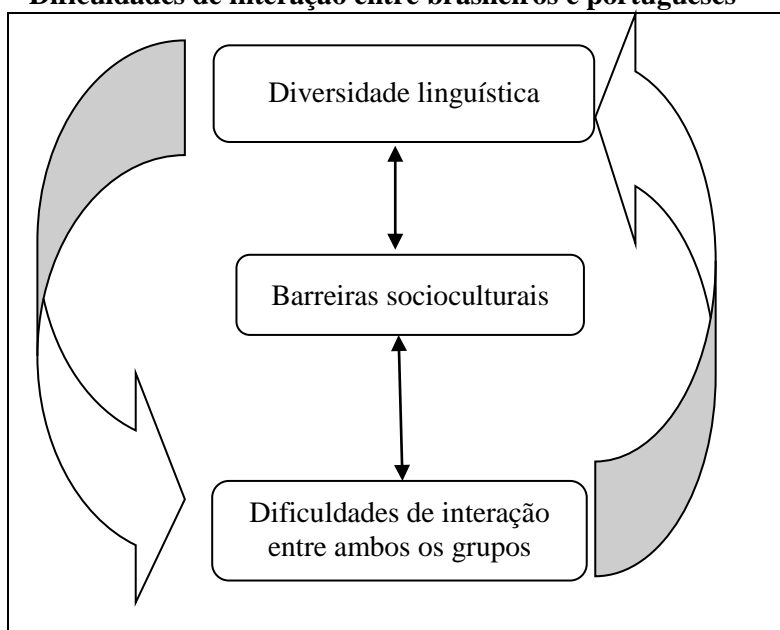 Dificuldades de interação entre brasileiros e portugueses
Diversidade linguística
Barreiras socioculturais
Dificuldades de interação
entre ambos os grupos